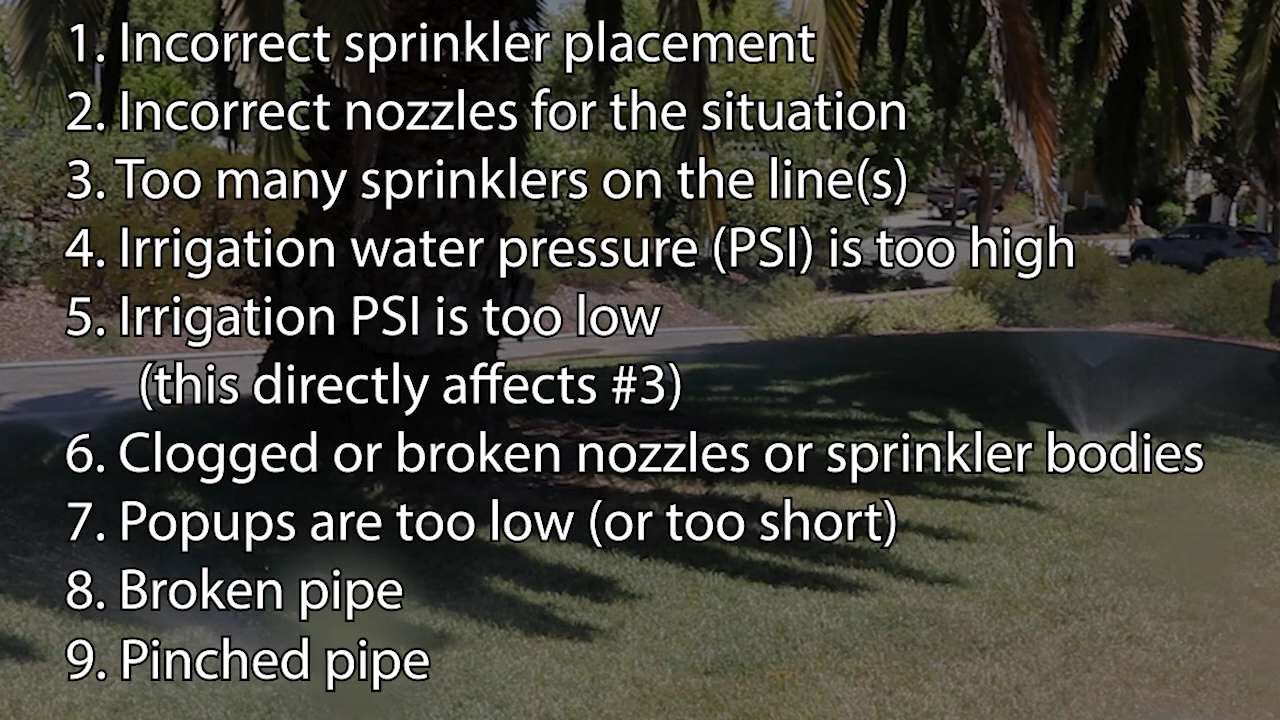 1. Incorrect sprinkler placement
2. Incorrect nozzles for the situation
3. Too many sprinklers on the line(s)
4. Irrigation water pressure (PSI) is too high
5. Irrigation PSI is too low
(this directly affects #3)
6. Clogged or broken nozzles or sprinkler bodies
7. Popups are too low (or too short)
8. Broken pipe
9. Pinched pipe